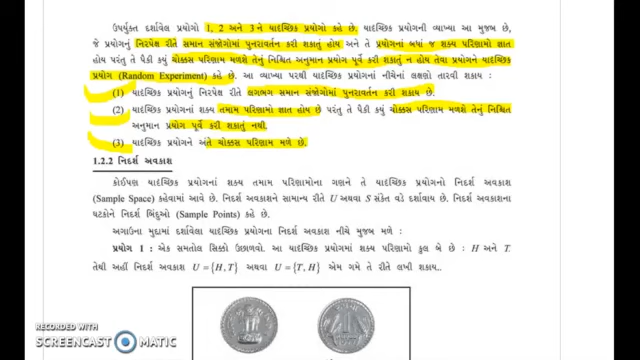 ઉપર્યુક્ત દર્શાવેલ પ્રયોગો 1, 2 અને 3 ને યાદચ્છિક પ્રયોગો કહે છે. યાદચ્છિક પ્રયોગની વ્યાખ્યા આ મુજબ છે,
જે પ્રયોગનું નિરપેક્ષ રીતે સમાન સંજોગોમાં પુનરાવર્તન કરી શકાતું હોય અને તે પ્રયોગનાં બધાં જ શક્ય પરિણામો જ્ઞાત
હોય પરંતુ તે પૈકી કયું ચોક્કસ પરિણામ મળશે તેનું નિશ્ચિત અનુમાન પ્રયોગ પૂર્વે કરી શકાતું ન હોય તેવા પ્રયોગને યાદચ્છિક
પ્રયોગ (Random Experiment) કહે છે. આ વ્યાખ્યા પરથી યાદચ્છિક પ્રયોગનાં નીચેનાં લક્ષણો તારવી શકાય :
(1) યાદચ્છિક પ્રયોગનું નિરપેક્ષ રીતે લગભગ સમાન સંજોગોમાં પુનરાવર્તન કરી શકાય છે.
(2) યાદચ્છિક પ્રયોગનાં શક્ય તમામ પરિણામો જ્ઞાત હોય છે પરંતુ તે પૈકી કયું ચોક્કસ પરિણામ મળશે તેનું નિશ્ચિત
અનુમાન પ્રયોગ પૂર્વે કરી શકાતું નથી.
(3) યાદચ્છિક પ્રયોગને અંતે ચોક્કસ પરિણામ મળે છે.
1.2.2 નિદર્શ અવકાશ
કોઈપણ યાદચ્છિક પ્રયોગનાં શક્ય તમામ પરિણામોના ગણને તે યાદચ્છિક પ્રયોગનો નિદર્શ અવકાશ
(Sample Space) કહેવામાં આવે છે. નિદર્શ અવકાશને સામાન્ય રીતે U અથવા S સંકેત વડે દર્શાવાય છે. નિદર્શ અવકાશના
ઘટકોને નિદર્શ બિંદુઓ (Sample Points) કહે છે.
અગાઉના મુદ્દામાં દર્શાવેલા યાદચ્છિક પ્રયોગના નિદર્શ અવકાશ નીચે મુજબ મળે :
પ્રયોગ 1 : એક સમતોલ સિક્કો ઉછાળવો. આ યાદચ્છિક પ્રયોગમાં શક્ય પરિણામો કુલ બે છે : H અને T.
તેથી અહીં નિદર્શ અવકાશ U = {H, T} અથવા U = {T, H} એમ ગમે તે રીતે લખી શકાય..
RECORDED WITH
SCREENCAST MATIC